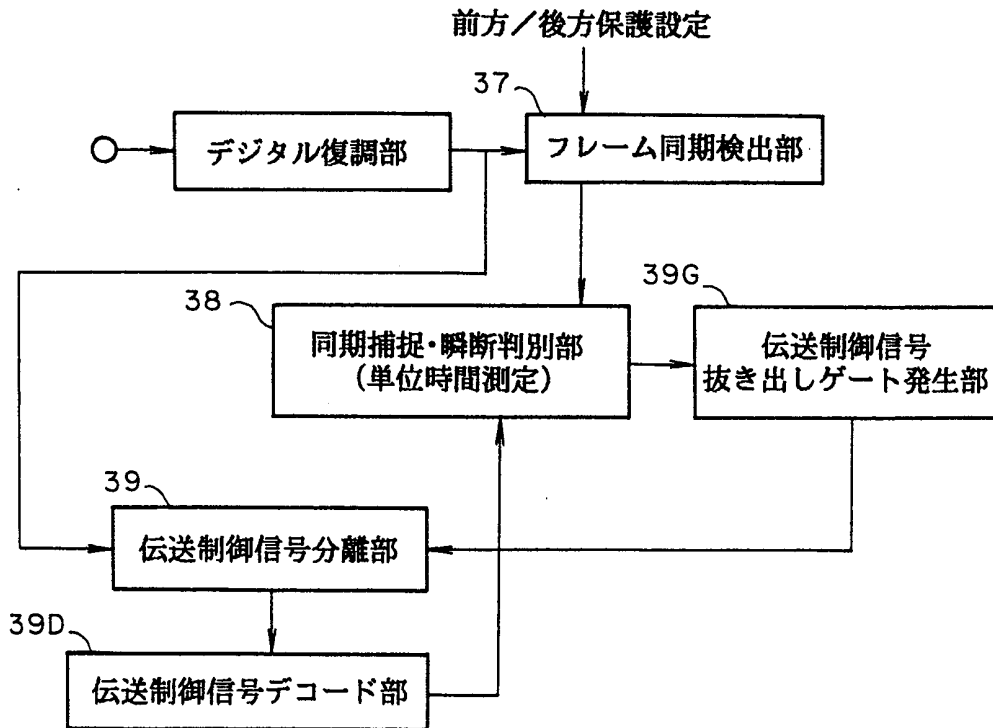 前方／後方保護設定
37
デジタル復調部
フレーム同期検出部
38
39G
同期捕捉・瞬断判別部
（単位時間測定）
伝送制御信号
抜き出しゲート発生部
39
伝送制御信号分離部
39D
伝送制御信号デコード部